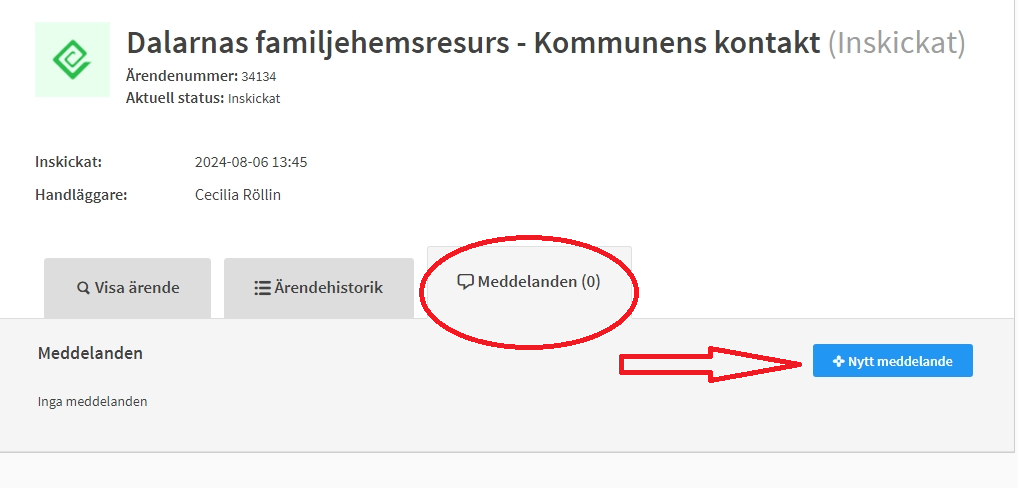 Dalarnas familjehemsresurs - Kommunens kontakt (Inskickat)
Ärendenummer: 34134
Aktuell status: Inskickat
Inskickat: 2024-08-06 13:45
Handläggare: Cecilia Röllin
Visa ärende Ärendehistorik Meddelanden (0)
Meddelanden
Nytt meddelande
Inga meddelanden